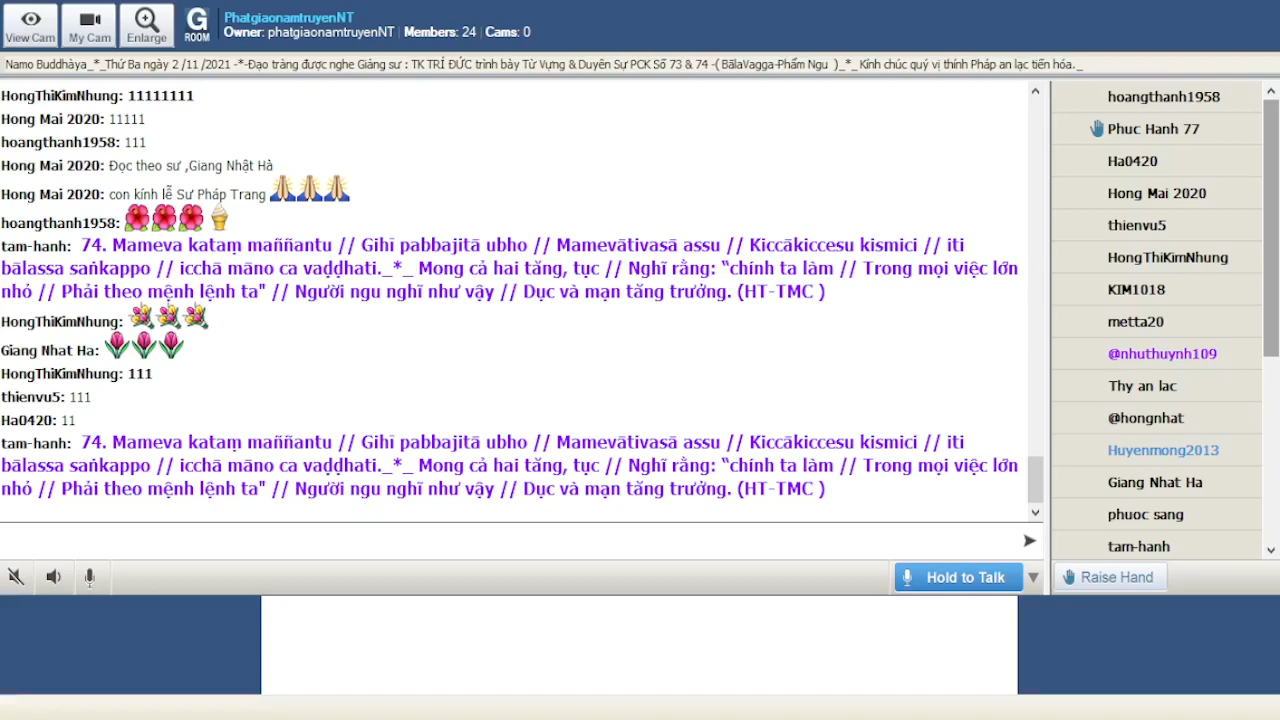 View Cam
My Cam
Enlarge
G
ROOM
PhatgiaonamtruyenNT
Owner: phatgiaonamtruyenNT | Members: 24 | Cams: 0
Namo Buddhàya_*_Thứ Ba ngày 2 /11 /2021 -*-Đạo tràng được nghe Giảng sư : TK TRÍ ĐỨC trình bày Từ Vựng & Duyên Sự PCK Số 73 & 74 -( BālaVagga-Phẩm Ngu )_*_ Kính chúc quý vị thính Pháp an lạc tiến hóa._
HongThiKimNhung: 11111111
Hong Mai 2020: 11111
hoangthanh1958: 111
Hong Mai 2020: Đọc theo sư ,Giang Nhật Hà
Hong Mai 2020: con kính lễ Sư Pháp Trang
hoangthanh1958:
tam-hanh: 74. Mameva kataṃ maññantu // Gihī pabbajitā ubho // Mamevātivasā assu // Kiccākiccesu kismici // iti
bālassa saṅkappo // icchā māno ca vaḍḍhati._*_ Mong cả hai tăng, tục // Nghĩ rằng: “chính ta làm // Trong mọi việc lớn
nhỏ // Phải theo mệnh lệnh ta" // Người ngu nghĩ như vậy // Dục và mạn tăng trưởng. (HT-TMC )
HongThiKimNhung:
Giang Nhat Ha:
HongThiKimNhung: 111
thienvu5: 111
Ha0420: 11
tam-hanh: 74. Mameva kataṃ maññantu // Gihī pabbajitā ubho // Mamevātivasā assu // Kiccākiccesu kismici // iti
bālassa saṅkappo // icchā māno ca vaḍḍhati._*_ Mong cả hai tăng, tục // Nghĩ rằng: “chính ta làm // Trong mọi việc lớn
nhỏ // Phải theo mệnh lệnh ta" // Người ngu nghĩ như vậy // Dục và mạn tăng trưởng. (HT-TMC )
Hold to Talk
hoangthanh1958
Phuc Hanh 77
Ha0420
Hong Mai 2020
thienvu5
HongThiKimNhung
KIM1018
metta20
@nhuthuynh109
Thy an lac
@hongnhat
Huyenmong2013
Giang Nhat Ha
phuoc sang
tam-hanh
Raise Hand